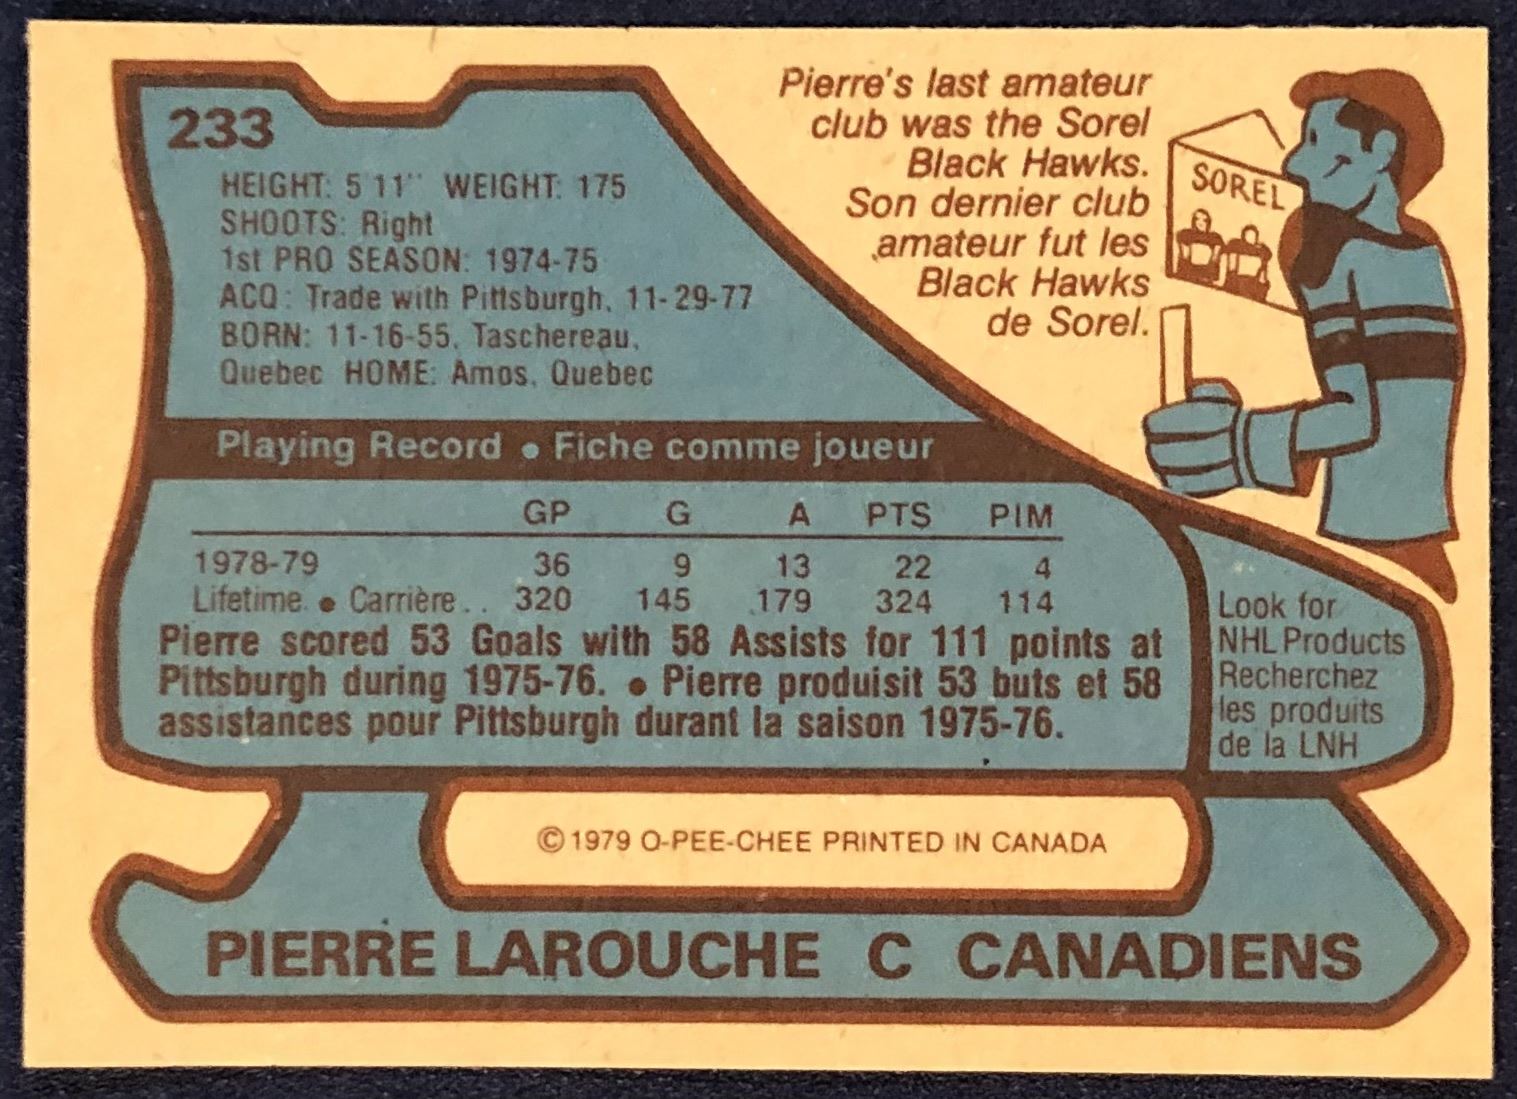 233
HEIGHT: 5'11" WEIGHT: 175
SHOOTS: Right
1st PRO SEASON: 1974-75
ACQ: Trade with Pittsburgh, 11-29-77
BORN: 11-16-55, Taschereau,
Quebec HOME: Amos, Quebec
Pierre's last amateur
club was the Sorel
Black Hawks.
Son dernier club
amateur fut les
Black Hawks
de Sorel.
SOREL
Playing Record • Fiche comme joueur
GP G A PTS PIM
1978-79 36 9 13 22 4
Lifetime • Carrière.. 320 145 179 324 114
Pierre scored 53 Goals with 58 Assists for 111 points at
Pittsburgh during 1975-76. • Pierre produisit 53 buts et 58
assistances pour Pittsburgh durant la saison 1975-76.
Look for
NHL Products
Recherchez
les produits
de la LNH
© 1979 O-PEE-CHEE PRINTED IN CANADA
PIERRE LAROUCHE C CANADIENS